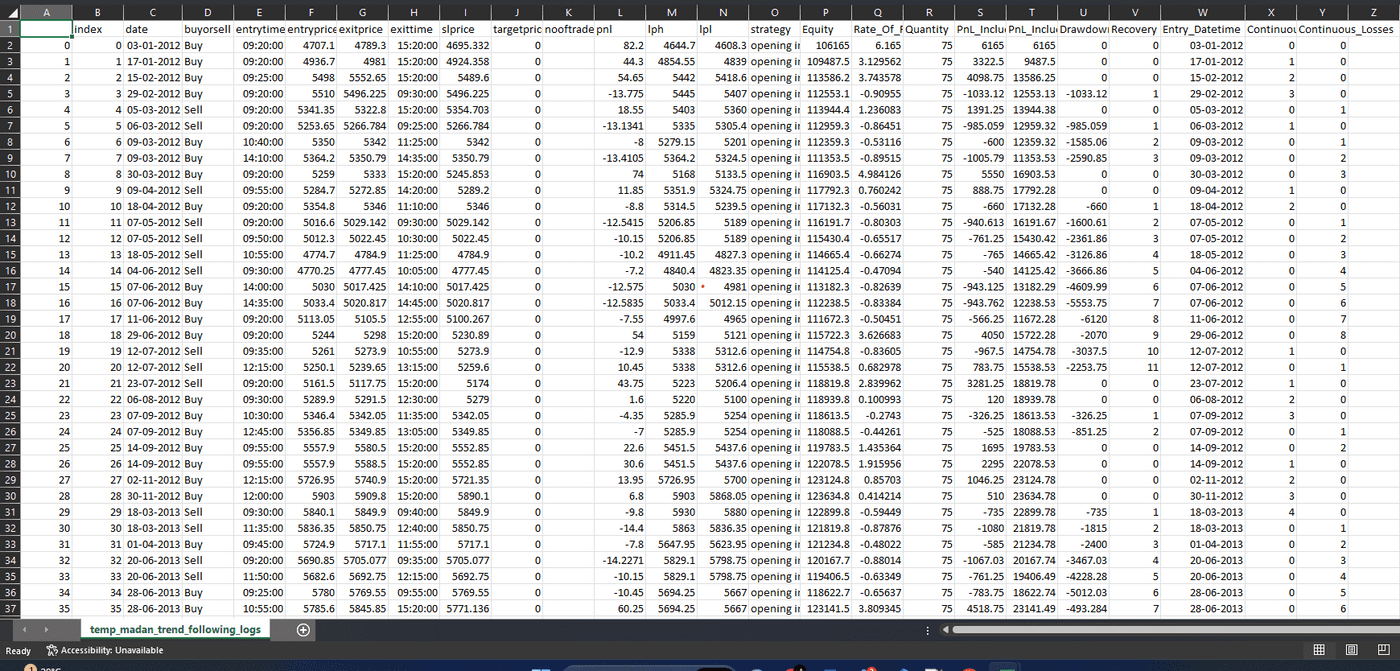 A B C D E F G H I J K L M N O P Q R S T U V W X Y Z
1 index date buyorsell entrytime entryprice exitprice exittime slprice targetpric nooftrade pnl lph lpl strategy Equity Rate_Of_F Quantity PnL_Inclu PnL_Inclu Drawdow Recovery Entry_Datetime Continuou Continuous_Losses
2 0 0 03-01-2012 Buy 09:20:00 4707.1 4789.3 15:20:00 4695.332 0 82.2 4644.7 4608.3 opening ir 106165 6.165 75 6165 6165 0 0 03-01-2012 0 0
3 1 1 17-01-2012 Buy 09:20:00 4936.7 4981 15:20:00 4924.358 0 44.3 4854.55 4839 opening ir 109487.5 3.129562 75 3322.5 9487.5 0 0 17-01-2012 1 0
4 2 2 15-02-2012 Buy 09:25:00 5498 5552.65 15:20:00 5489.6 0 54.65 5442 5418.6 opening ir 113586.2 3.743578 75 4098.75 13586.25 0 0 15-02-2012 2 0
5 3 3 29-02-2012 Buy 09:20:00 5510 5496.225 09:30:00 5496.225 0 -13.775 5445 5407 opening ir 112553.1 -0.90955 75 -1033.12 12553.13 -1033.12 1 29-02-2012 3 0
6 4 4 05-03-2012 Sell 09:20:00 5341.35 5322.8 15:20:00 5354.703 0 18.55 5403 5360 opening ir 113944.4 1.236083 75 1391.25 13944.38 0 0 05-03-2012 0 1
7 5 5 06-03-2012 Sell 09:20:00 5253.65 5266.784 09:25:00 5266.784 0 -13.1341 5335 5305.4 opening ir 112959.3 -0.86451 75 -985.059 12959.32 -985.059 1 06-03-2012 1 0
8 6 6 09-03-2012 Buy 10:40:00 5350 5342 11:25:00 5342 0 -8 5279.15 5201 opening ir 112359.3 -0.53116 75 -600 12359.32 -1585.06 2 09-03-2012 0 1
9 7 7 09-03-2012 Buy 14:10:00 5364.2 5350.79 14:35:00 5350.79 0 -13.4105 5364.2 5324.5 opening ir 111353.5 -0.89515 75 -1005.79 11353.53 -2590.85 3 09-03-2012 0 2
10 8 8 30-03-2012 Buy 09:20:00 5259 5333 15:20:00 5245.853 0 74 5168 5133.5 opening ir 116903.5 4.984126 75 5550 16903.53 0 0 30-03-2012 0 3
11 9 9 09-04-2012 Sell 09:55:00 5284.7 5272.85 14:20:00 5289.2 0 11.85 5351.9 5324.75 opening ir 117792.3 0.760242 75 888.75 17792.28 0 0 09-04-2012 1 0
12 10 10 18-04-2012 Buy 09:20:00 5354.8 5346 11:10:00 5346 0 -8.8 5314.5 5239.5 opening ir 117132.3 -0.56031 75 -660 17132.28 -660 1 18-04-2012 2 0
13 11 11 07-05-2012 Sell 09:20:00 5016.6 5029.142 09:30:00 5029.142 0 -12.5415 5206.85 5189 opening ir 116191.7 -0.80303 75 -940.613 16191.67 -1600.61 2 07-05-2012 0 1
14 12 12 07-05-2012 Sell 09:50:00 5012.3 5022.45 10:30:00 5022.45 0 -10.15 5206.85 5189 opening ir 115430.4 -0.65517 75 -761.25 15430.42 -2361.86 3 07-05-2012 0 2
15 13 13 18-05-2012 Sell 10:55:00 4774.7 4784.9 11:25:00 4784.9 0 -10.2 4911.45 4827.3 opening ir 114665.4 -0.66274 75 -765 14665.42 -3126.86 4 18-05-2012 0 3
16 14 14 04-06-2012 Sell 09:30:00 4770.25 4777.45 10:05:00 4777.45 0 -7.2 4840.4 4823.35 opening ir 114125.4 -0.47094 75 -540 14125.42 -3666.86 5 04-06-2012 0 4
17 15 15 07-06-2012 Buy 14:00:00 5030 5017.425 14:10:00 5017.425 0 -12.575 5030 4981 opening ir 113182.3 -0.82639 75 -943.125 13182.29 -4609.99 6 07-06-2012 0 5
18 16 16 07-06-2012 Buy 14:35:00 5033.4 5020.817 14:45:00 5020.817 0 -12.5835 5033.4 5012.15 opening ir 112238.5 -0.83384 75 -943.762 12238.53 -5553.75 7 07-06-2012 0 6
19 17 17 11-06-2012 Buy 09:20:00 5113.05 5105.5 12:55:00 5100.267 0 -7.55 4997.6 4965 opening ir 111672.3 -0.50451 75 -566.25 11672.28 -6120 8 11-06-2012 0 7
20 18 18 29-06-2012 Buy 09:20:00 5244 5298 15:20:00 5230.89 0 54 5159 5121 opening ir 115722.3 3.626683 75 4050 15722.28 -2070 9 29-06-2012 0 8
21 19 19 12-07-2012 Sell 09:35:00 5261 5273.9 10:55:00 5273.9 0 -12.9 5338 5312.6 opening ir 114754.8 -0.83605 75 -967.5 14754.78 -3037.5 10 12-07-2012 1 0
22 20 20 12-07-2012 Sell 12:15:00 5250.1 5239.65 13:15:00 5259.6 0 10.45 5338 5312.6 opening ir 115538.5 0.682978 75 783.75 15538.53 -2253.75 11 12-07-2012 0 1
23 21 21 23-07-2012 Sell 09:20:00 5161.5 5117.75 15:20:00 5174 0 43.75 5223 5206.4 opening ir 118819.8 2.839962 75 3281.25 18819.78 0 0 23-07-2012 1 0
24 22 22 06-08-2012 Buy 09:30:00 5289.9 5291.5 12:30:00 5279 0 1.6 5220 5100 opening ir 118939.8 0.100993 75 120 18939.78 0 0 06-08-2012 2 0
25 23 23 07-09-2012 Buy 10:30:00 5346.4 5342.05 11:35:00 5342.05 0 -4.35 5285.9 5254 opening ir 118613.5 -0.2743 75 -326.25 18613.53 -326.25 1 07-09-2012 3 0
26 24 24 07-09-2012 Buy 12:45:00 5356.85 5349.85 13:05:00 5349.85 0 -7 5285.9 5254 opening ir 118088.5 -0.44261 75 -525 18088.53 -851.25 2 07-09-2012 0 1
27 25 25 14-09-2012 Buy 09:55:00 5557.9 5580.5 15:20:00 5552.85 0 22.6 5451.5 5437.6 opening ir 119783.5 1.435364 75 1695 19783.53 0 0 14-09-2012 0 2
28 26 26 14-09-2012 Buy 09:55:00 5557.9 5588.5 15:20:00 5552.85 0 30.6 5451.5 5437.6 opening ir 122078.5 1.915956 75 2295 22078.53 0 0 14-09-2012 1 0
29 27 27 02-11-2012 Buy 12:15:00 5726.95 5740.9 15:20:00 5721.35 0 13.95 5726.95 5700 opening ir 123124.8 0.85703 75 1046.25 23124.78 0 0 02-11-2012 2 0
30 28 28 30-11-2012 Buy 12:00:00 5903 5909.8 15:20:00 5890.1 0 6.8 5903 5868.05 opening ir 123634.8 0.414214 75 510 23634.78 0 0 30-11-2012 3 0
31 29 29 18-03-2013 Sell 09:30:00 5840.1 5849.9 09:40:00 5849.9 0 -9.8 5930 5880 opening ir 122899.8 -0.59449 75 -735 22899.78 -735 1 18-03-2013 4 0
32 30 30 18-03-2013 Sell 11:35:00 5836.35 5850.75 12:40:00 5850.75 0 -14.4 5863 5836.35 opening ir 121819.8 -0.87876 75 -1080 21819.78 -1815 2 18-03-2013 0 1
33 31 31 01-04-2013 Buy 09:45:00 5724.9 5717.1 11:55:00 5717.1 0 -7.8 5647.95 5623.95 opening ir 121234.8 -0.48022 75 -585 21234.78 -2400 3 01-04-2013 0 2
34 32 32 20-06-2013 Sell 09:20:00 5690.85 5705.077 09:35:00 5705.077 0 -14.2271 5829.1 5798.75 opening ir 120167.7 -0.88014 75 -1067.03 20167.74 -3467.03 4 20-06-2013 0 3
35 33 33 20-06-2013 Sell 11:50:00 5682.6 5692.75 12:15:00 5692.75 0 -10.15 5829.1 5798.75 opening ir 119406.5 -0.63349 75 -761.25 19406.49 -4228.28 5 20-06-2013 0 4
36 34 34 28-06-2013 Buy 09:25:00 5780 5769.55 09:55:00 5769.55 0 -10.45 5694.25 5667 opening ir 118622.7 -0.65637 75 -783.75 18622.74 -5012.03 6 28-06-2013 0 5
37 35 35 28-06-2013 Buy 10:55:00 5785.6 5845.85 15:20:00 5771.136 0 60.25 5694.25 5667 opening ir 123141.5 3.809345 75 4518.75 23141.49 -493.284 7 28-06-2013 0 6
temp_madan_trend_following_logs
Ready Accessibility: Unavailable